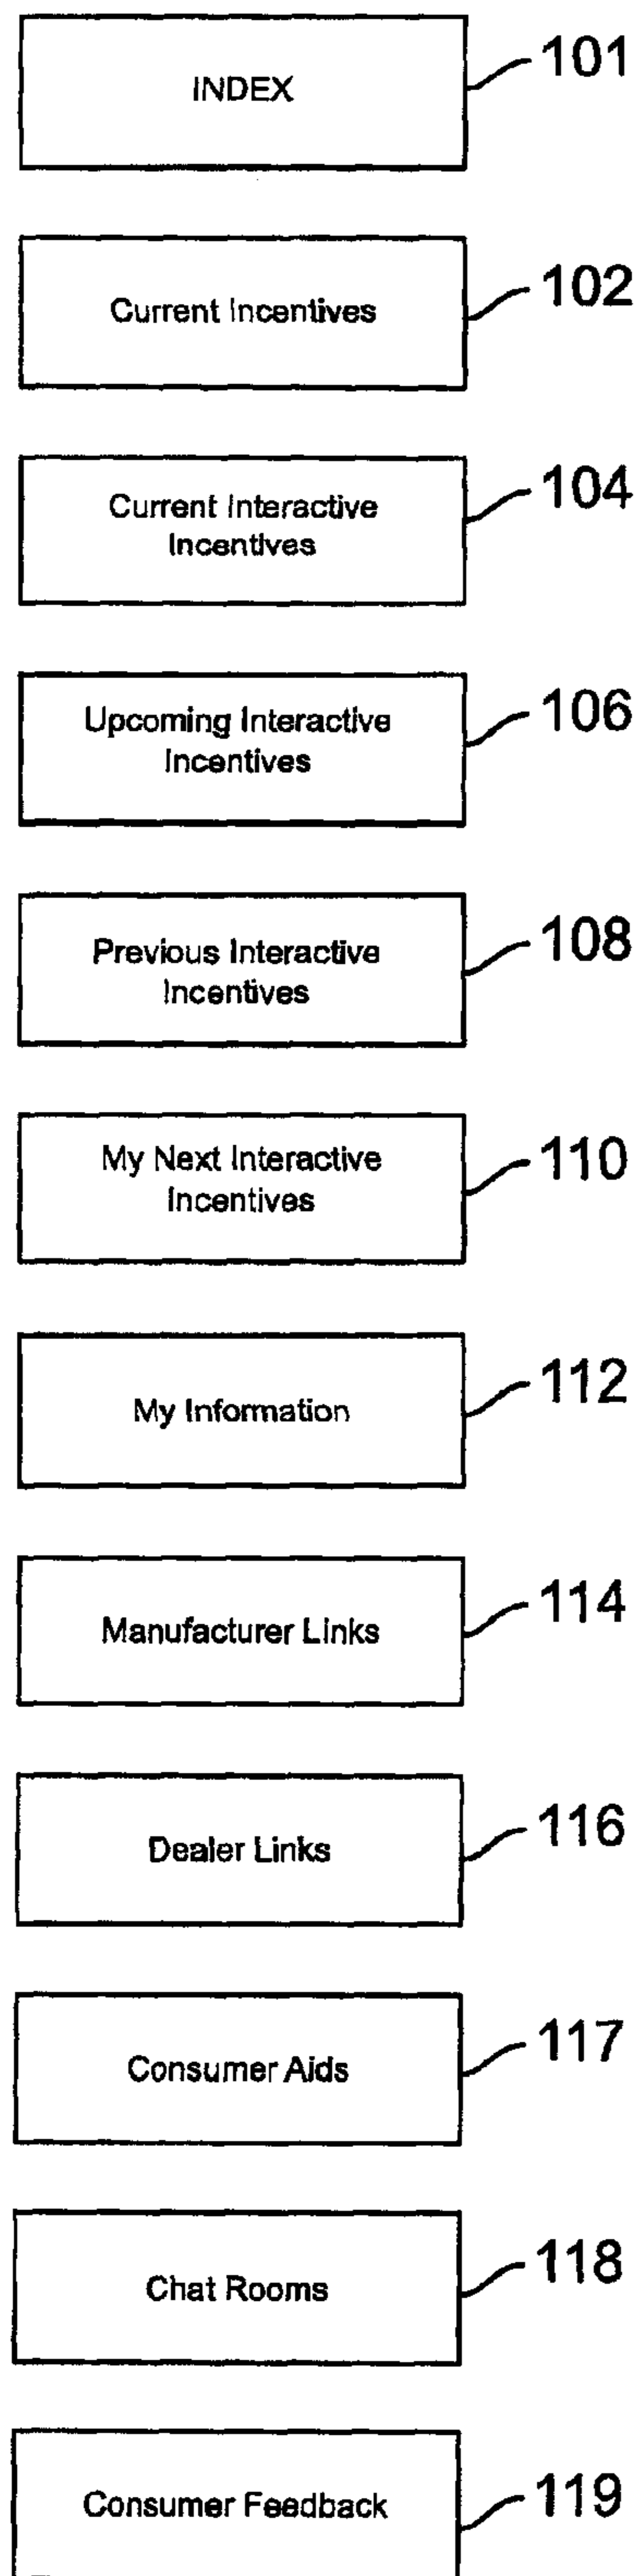 INDEX
101
Current Incentives
102
Current Interactive
Incentives
104
Upcoming Interactive
Incentives
106
Previous Interactive
Incentives
108
My Next Interactive
Incentives
110
My Information
112
Manufacturer Links
114
Dealer Links
116
Consumer Aids
117
Chat Rooms
118
Consumer Feedback
119